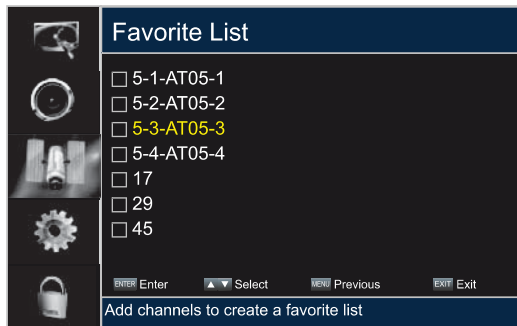 Favorite List
5-1-AT05-1
5-2-AT05-2
5-3-AT05-3
5-4-AT05-4
17
29
45
ENTER Enter ▲ ▼ Select MENU Previous EXIT Exit
Add channels to create a favorite list